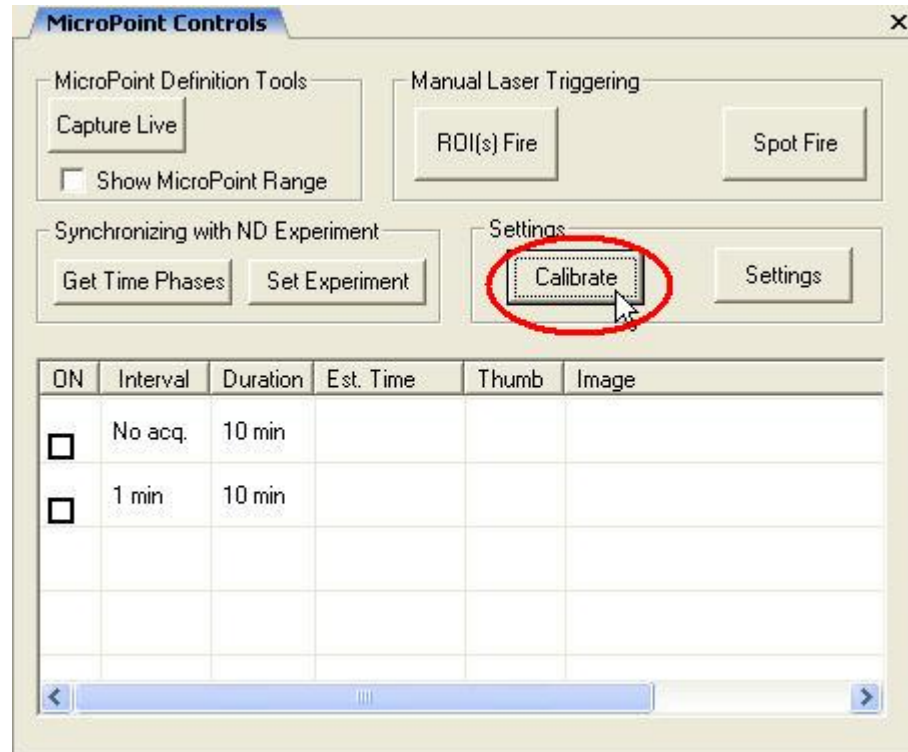 MicroPoint Controls
MicroPoint Definition Tools
Capture Live
Show MicroPoint Range
Manual Laser Triggering
ROI(s) Fire
Spot Fire
Synchronizing with ND Experiment
Get Time Phases
Set Experiment
Settings
Calibrate
Settings
ON Interval Duration Est. Time Thumb Image
No acq. 10 min
1 min 10 min